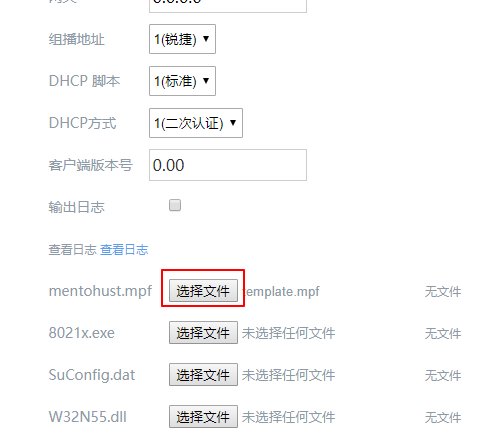 组播地址 1(锐捷)
DHCP 脚本 1(标准)
DHCP方式 1(二次认证)
客户端版本号 0.00
输出日志
查看日志 查看日志
mentohust.mpf 选择文件 template.mpf 无文件
8021x.exe 选择文件 未选择任何文件 无文件
SuConfig.dat 选择文件 未选择任何文件 无文件
W32N55.dll 选择文件 未选择任何文件 无文件